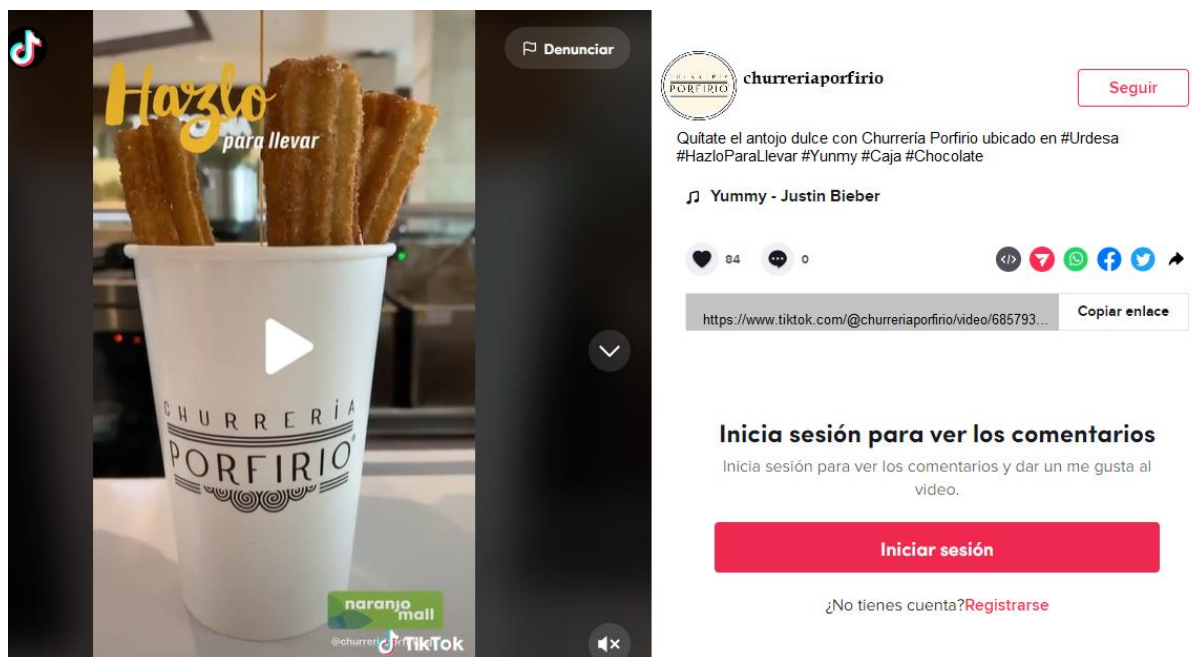 Hazlo
para llevar
CHURRERÍA
PORFIRIO
naranjo
mall
TikTok
Denunciar
PORFIRIO
churreriaporfirio
Seguir
Quítate el antojo dulce con Churrería Porfirio ubicado en #Urdesa
#HazloParaLlevar #Yunmy #Caja #Chocolate
Yummy - Justin Bieber
84
0
https://www.tiktok.com/@churreriaporfirio/video/685793...
Copiar enlace
Inicia sesión para ver los comentarios
Inicia sesión para ver los comentarios y dar un me gusta al
video.
Iniciar sesión
¿No tienes cuenta?Registrarse